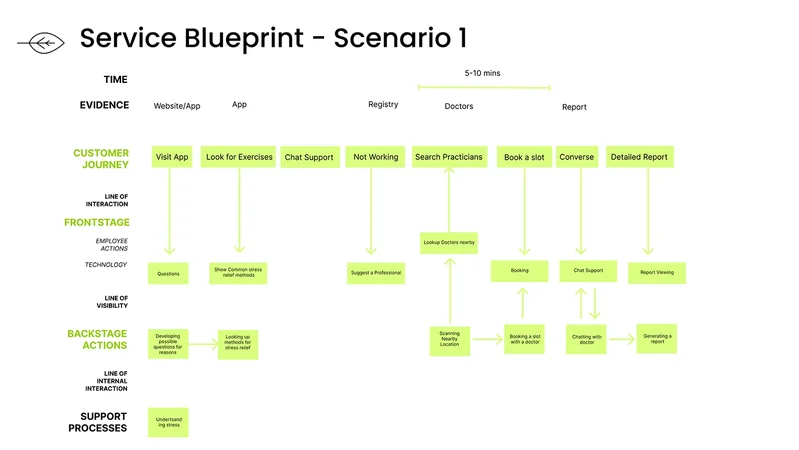 Service Blueprint - Scenario 1
TIME
5-10 mins
EVIDENCE
Website/App
App
Registry
Doctors
Report
CUSTOMER
JOURNEY
Visit App
Look for Exercises
Chat Support
Not Working
Search Practicians
Book a slot
Converse
Detailed Report
LINE OF
INTERACTION
FRONTSTAGE
EMPLOYEE
ACTIONS
Lookup Doctors nearby
TECHNOLOGY
Questions
Show Common stress
relief methods
Suggest a Professional
Booking
Chat Support
Report Viewing
LINE OF
VISIBILITY
BACKSTAGE
ACTIONS
Developing
possible
questions for
reasons
Looking up
methods for
stress relief
Scanning
Nearby
Location
Booking a slot
with a doctor
Chatting with
doctor
Generating a
report
LINE OF
INTERNAL
INTERACTION
SUPPORT
PROCESSES
Undertsand
ing stress